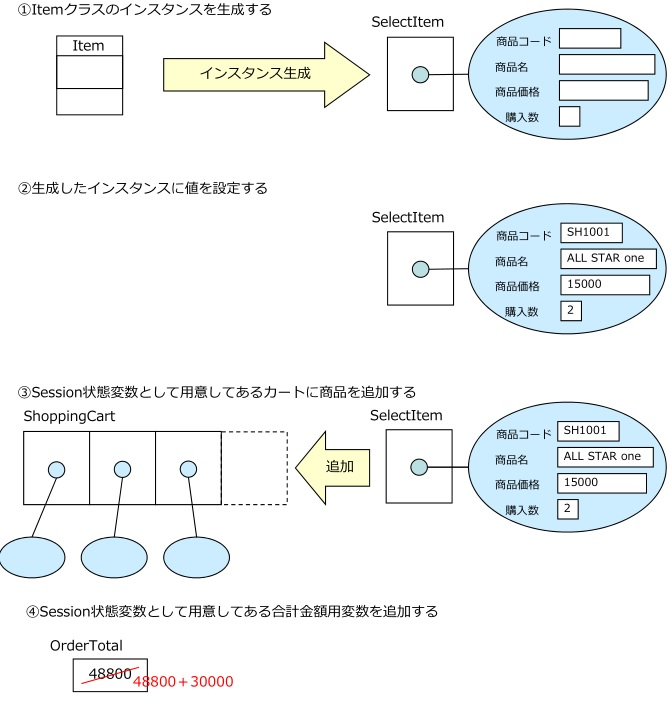 ①Itemクラスのインスタンスを生成する
Item
インスタンス生成
SelectItem
商品コード
商品名
商品価格
購入数
②生成したインスタンスに値を設定する
SelectItem
商品コード SH1001
商品名 ALL STAR one
商品価格 15000
購入数 2
③Session状態変数として用意してあるカートに商品を追加する
ShoppingCart
追加
SelectItem
商品コード SH1001
商品名 ALL STAR one
商品価格 15000
購入数 2
④Session状態変数として用意してある合計金額用変数を追加する
OrderTotal
48800
48800+30000